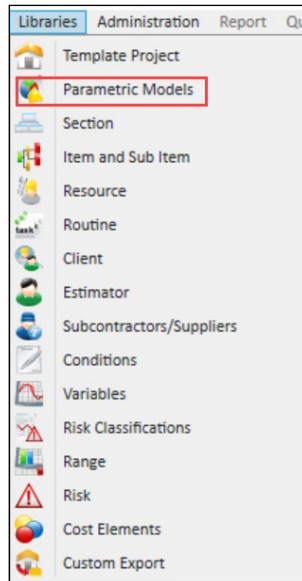 Libraries Administration Report Qu
Template Project
Parametric Models
Section
Item and Sub Item
Resource
task
Routine
Client
Estimator
Subcontractors/Suppliers
Conditions
Variables
Risk Classifications
Range
Risk
Cost Elements
Custom Export